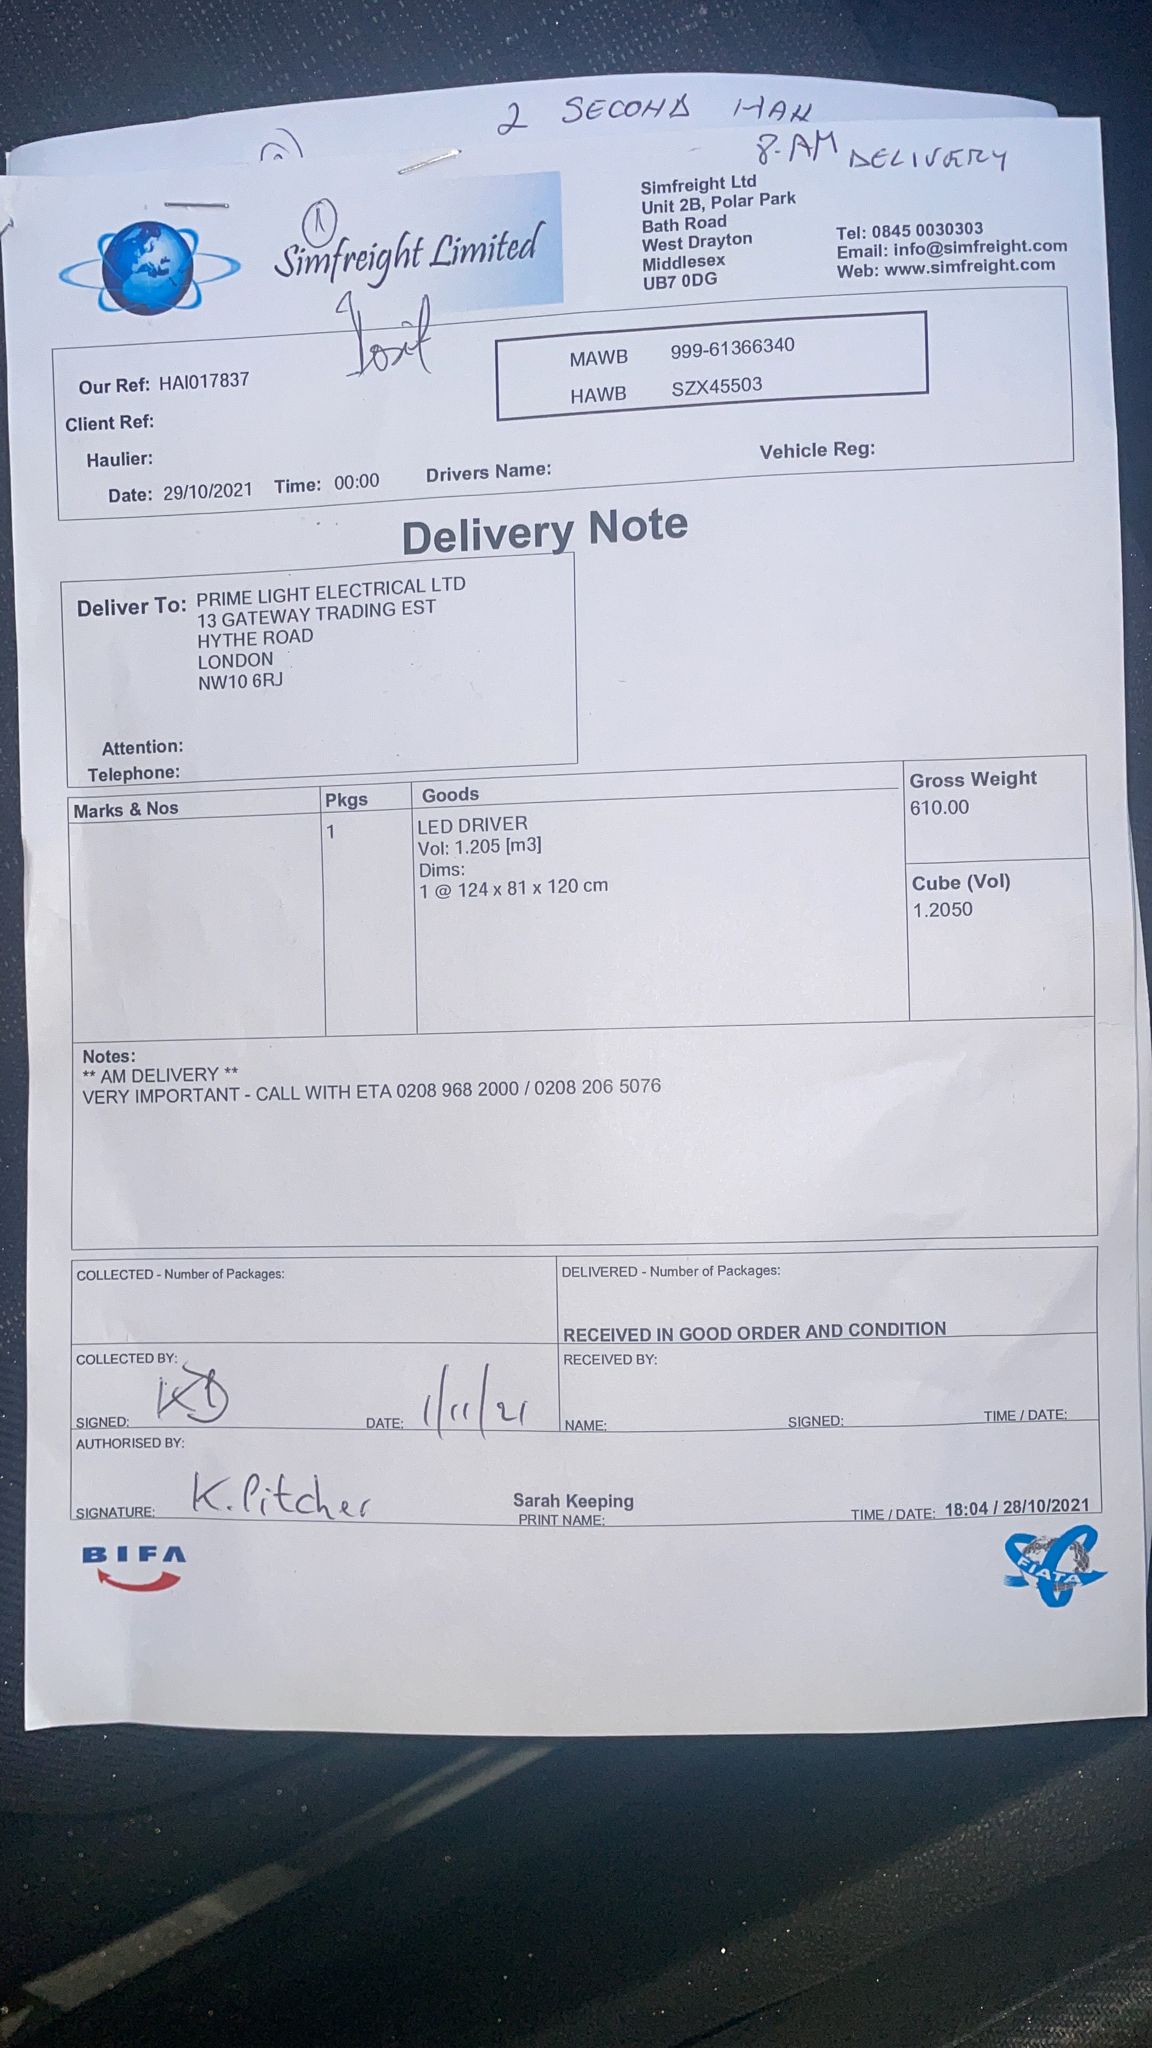 2 SECOND HAN
8-AM DELIVERY
1
Simfreight Limited
Simfreight Ltd
Unit 2B, Polar Park
Bath Road
West Drayton
Middlesex
UB7 0DG
Tel: 0845 0030303
Email: info@simfreight.com
Web: www.simfreight.com
MAWB 999-61366340
HAWB SZX45503
Our Ref: HAI017837
Client Ref:
Haulier:
Date: 29/10/2021 Time: 00:00 Drivers Name: Vehicle Reg:
Delivery Note
Deliver To: PRIME LIGHT ELECTRICAL LTD
13 GATEWAY TRADING EST
HYTHE ROAD
LONDON
NW10 6RJ
Attention:
Telephone:
Marks & Nos Pkgs Goods Gross Weight
1 LED DRIVER 610.00
Vol: 1.205 [m3]
Dims:
1 @ 124 x 81 x 120 cm
Cube (Vol)
1.2050
Notes:
** AM DELIVERY **
VERY IMPORTANT - CALL WITH ETA 0208 968 2000 / 0208 206 5076
COLLECTED - Number of Packages:
DELIVERED - Number of Packages:
RECEIVED IN GOOD ORDER AND CONDITION
COLLECTED BY:
SIGNED: DATE: 1/11/21
RECEIVED BY:
NAME: SIGNED: TIME / DATE:
AUTHORISED BY:
SIGNATURE: K. Pitcher
Sarah Keeping
PRINT NAME:
TIME / DATE: 18:04 / 28/10/2021
BIFA
FIATA